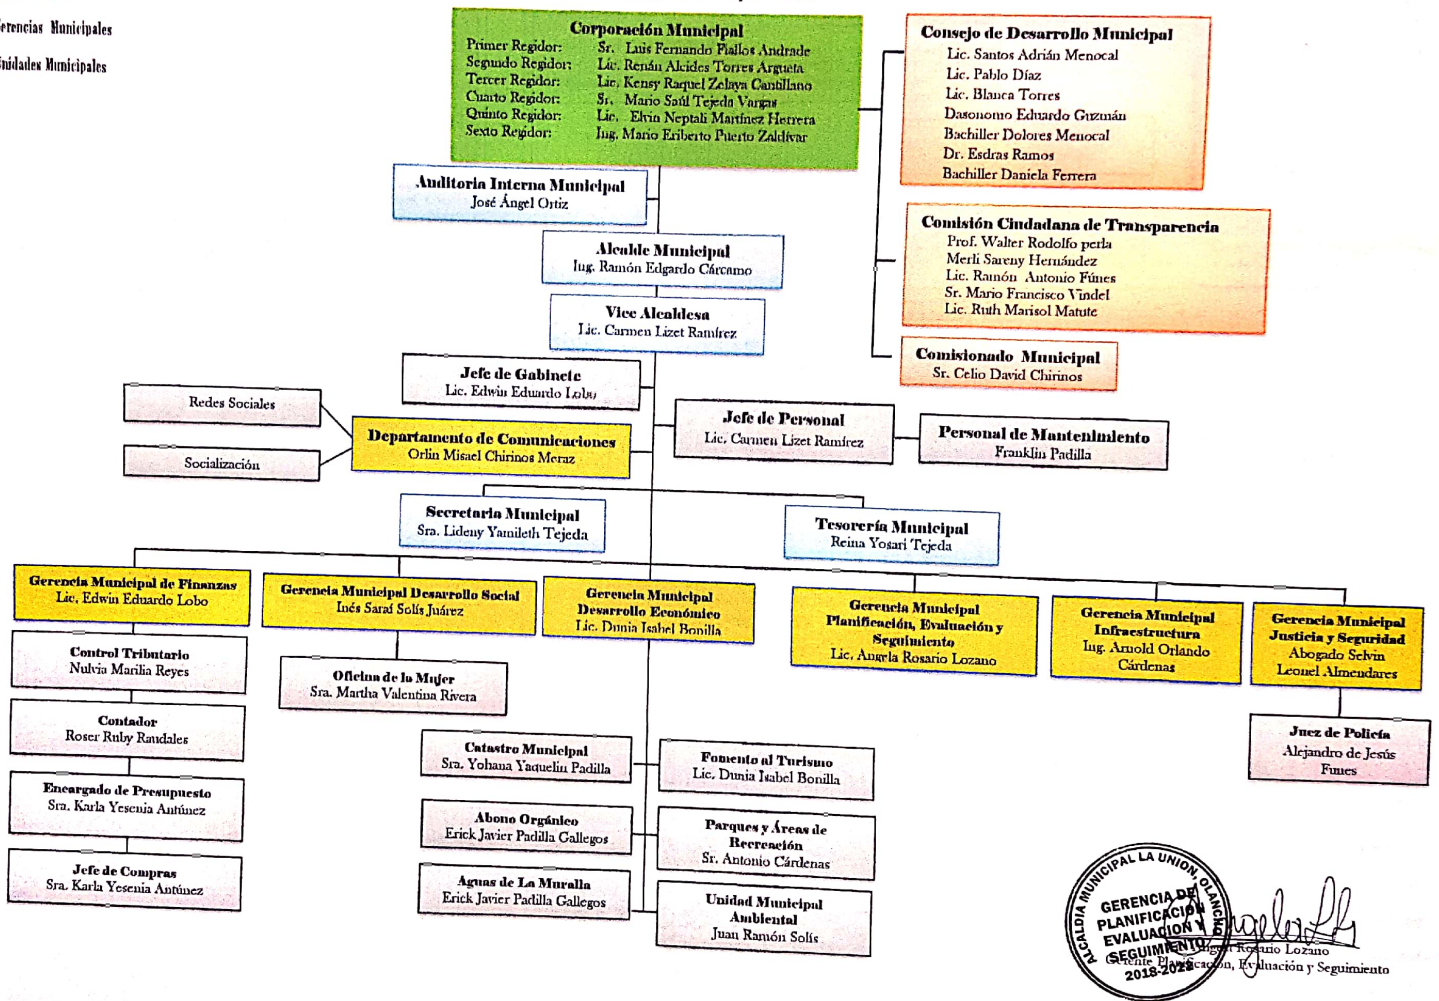 Gerencias Municipales
Unidades Municipales
Corporación Municipal
Primer Regidor: Sr. Luis Fernando Fiallos Andrade
Segundo Regidor: Lic. Renán Alcides Torres Argueta
Tercer Regidor: Lic. Kensy Raquel Zelaya Cantillano
Cuarto Regidor: Sr. Mario Saúl Tejeda Vargas
Quinto Regidor: Lic. Elvin Neptali Martínez Herrera
Sexto Regidor: Ing. Mario Eriberto Puerto Zaldívar
Consejo de Desarrollo Municipal
Lic. Santos Adrián Menocal
Lic. Pablo Díaz
Lic. Blanca Torres
Dasonomo Eduardo Guzmán
Bachiller Dolores Menocal
Dr. Esdras Ramos
Bachiller Daniela Ferrera
Auditoria Interna Municipal
José Ángel Ortiz
Comisión Ciudadana de Transparencia
Prof. Walter Rodolfo perla
Merli Sareny Hernández
Lic. Ramón Antonio Fúnes
Sr. Mario Francisco Vindel
Lic. Ruth Marisol Matute
Alcalde Municipal
Ing. Ramón Edgardo Cárcamo
Vice Alcaldesa
Lic. Carmen Lizet Ramírez
Comisionado Municipal
Sr. Celio David Chirinos
Jefe de Gabinete
Lic. Edwin Eduardo Lobo
Redes Sociales
Jefe de Personal
Lic. Carmen Lizet Ramírez
Personal de Mantenimiento
Franklin Padilla
Departamento de Comunicaciones
Orlin Misael Chirinos Meraz
Socialización
Secretaria Municipal
Sra. Lideny Yamileth Tejeda
Tesorería Municipal
Reina Yosari Tejeda
Gerencia Municipal de Finanzas
Lic. Edwin Eduardo Lobo
Gerencia Municipal Desarrollo Social
Inés Saraí Solís Juárez
Gerencia Municipal
Desarrollo Económico
Lic. Dunia Isabel Bonilla
Gerencia Municipal
Planificación, Evaluación y
Seguimiento
Lic. Angela Rosario Lozano
Gerencia Municipal
Infraestructura
Ing. Arnold Orlando
Cárdenas
Gerencia Municipal
Justicia y Seguridad
Abogado Selvin
Leonel Almendares
Control Tributario
Nulvia Marilia Reyes
Oficina de la Mujer
Sra. Martha Valentina Rivera
Contador
Roser Ruby Raudales
Juez de Policía
Alejandro de Jesús
Funes
Catastro Municipal
Sra. Yohana Yaquelin Padilla
Fomento al Turismo
Lic. Dunia Isabel Bonilla
Encargado de Presupuesto
Sra. Karla Yesenia Antúnez
Abono Orgánico
Erick Javier Padilla Gallegos
Parques y Áreas de
Recreación
Sr. Antonio Cárdenas
Jefe de Compras
Sra. Karla Yesenia Antúnez
Aguas de La Muralla
Erick Javier Padilla Gallegos
Unidad Municipal
Ambiental
Juan Ramón Solís
ALCALDIA MUNICIPAL LA UNION, OLANCHO
GERENCIA DE
PLANIFICACION
EVALUACION Y
SEGUIMIENTO
2018-2022
Angela Rosario Lozano
Gerente Planificación, Evaluación y Seguimiento